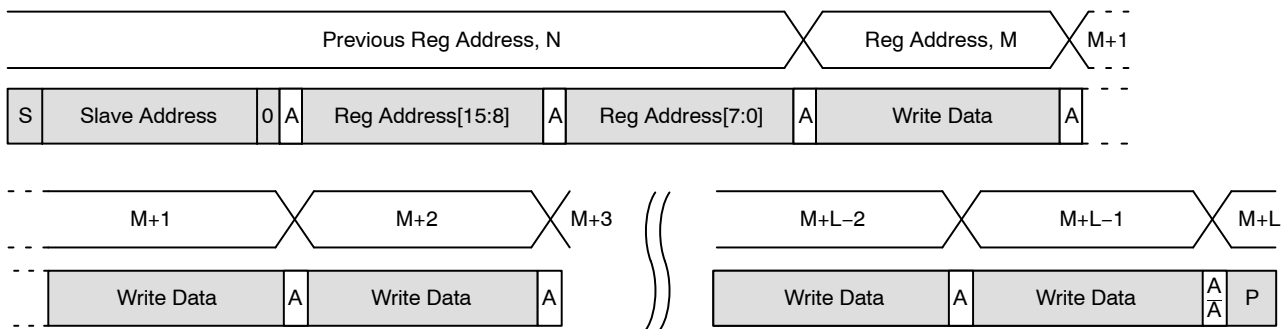 Previous Reg Address, N Reg Address, M M+1
S Slave Address 0 A Reg Address[15:8] A Reg Address[7:0] A Write Data A
M+1 M+2 M+3 M+L−2 M+L−1 M+L
Write Data A Write Data A Write Data A Write Data A/A̅ P